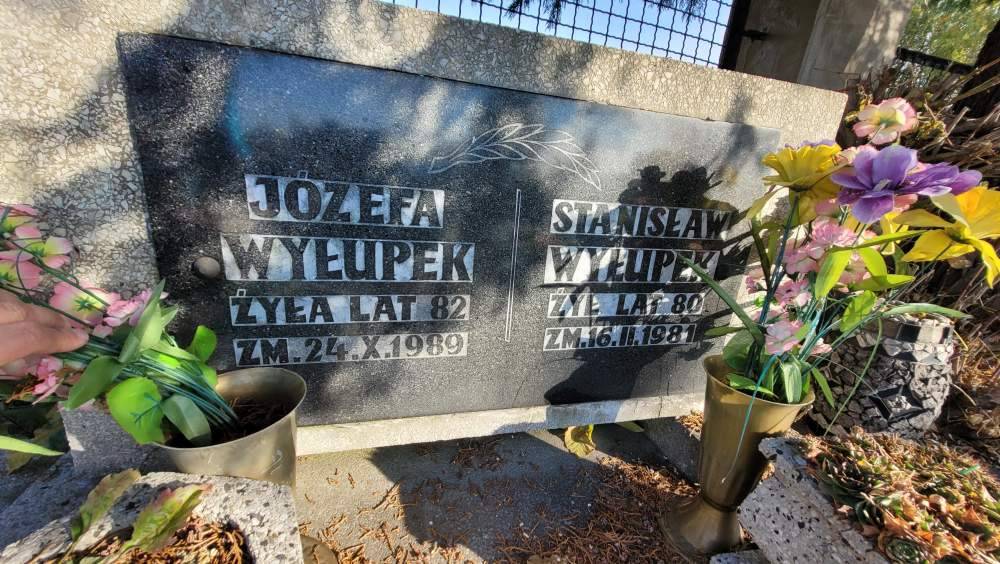 JÓZEFA
WYŁUPEK
ŻYŁA LAT 82
ZM. 24.X.1989
STANISŁAW
WYŁUPEK
ŻYŁ LAT 80
ZM. 16.II.1981